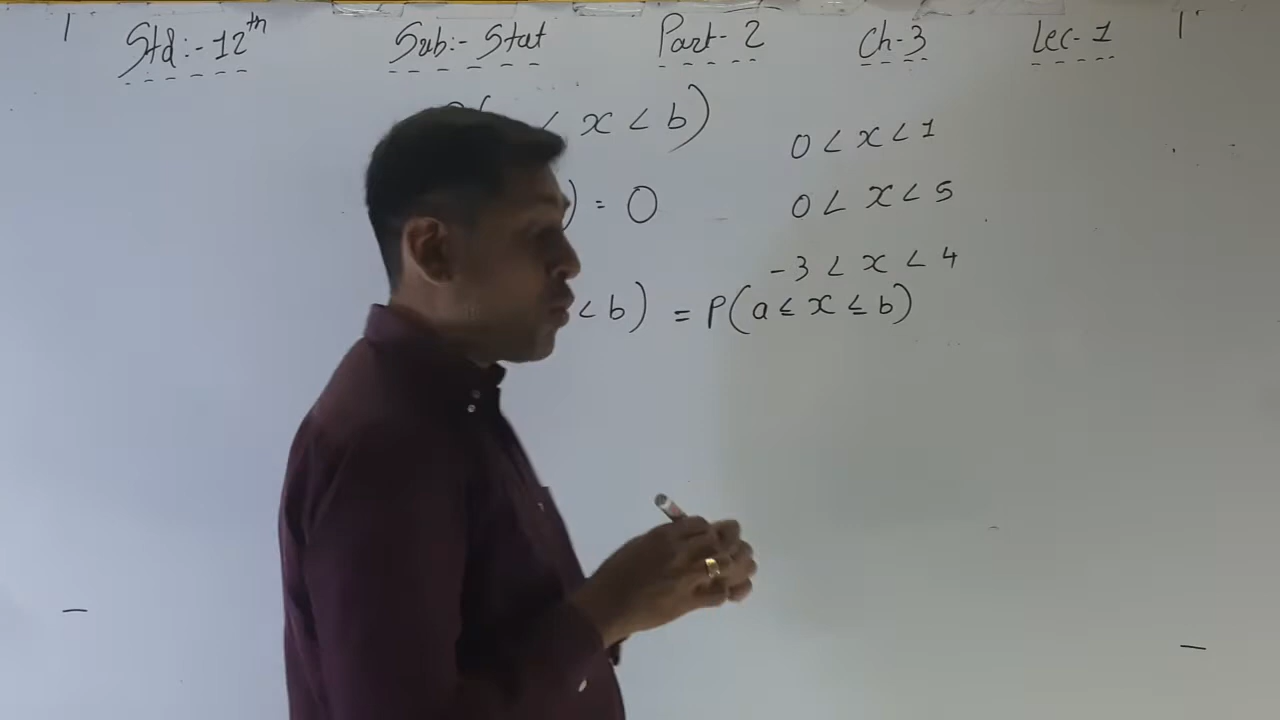 Std:- 12th Sub:- Stat Part- 2 Ch-3 Lec-1
< x < b)
0 < x < 1
) = 0
0 < x < 5
-3 < x < 4
< b) = P(a ≤ x ≤ b)